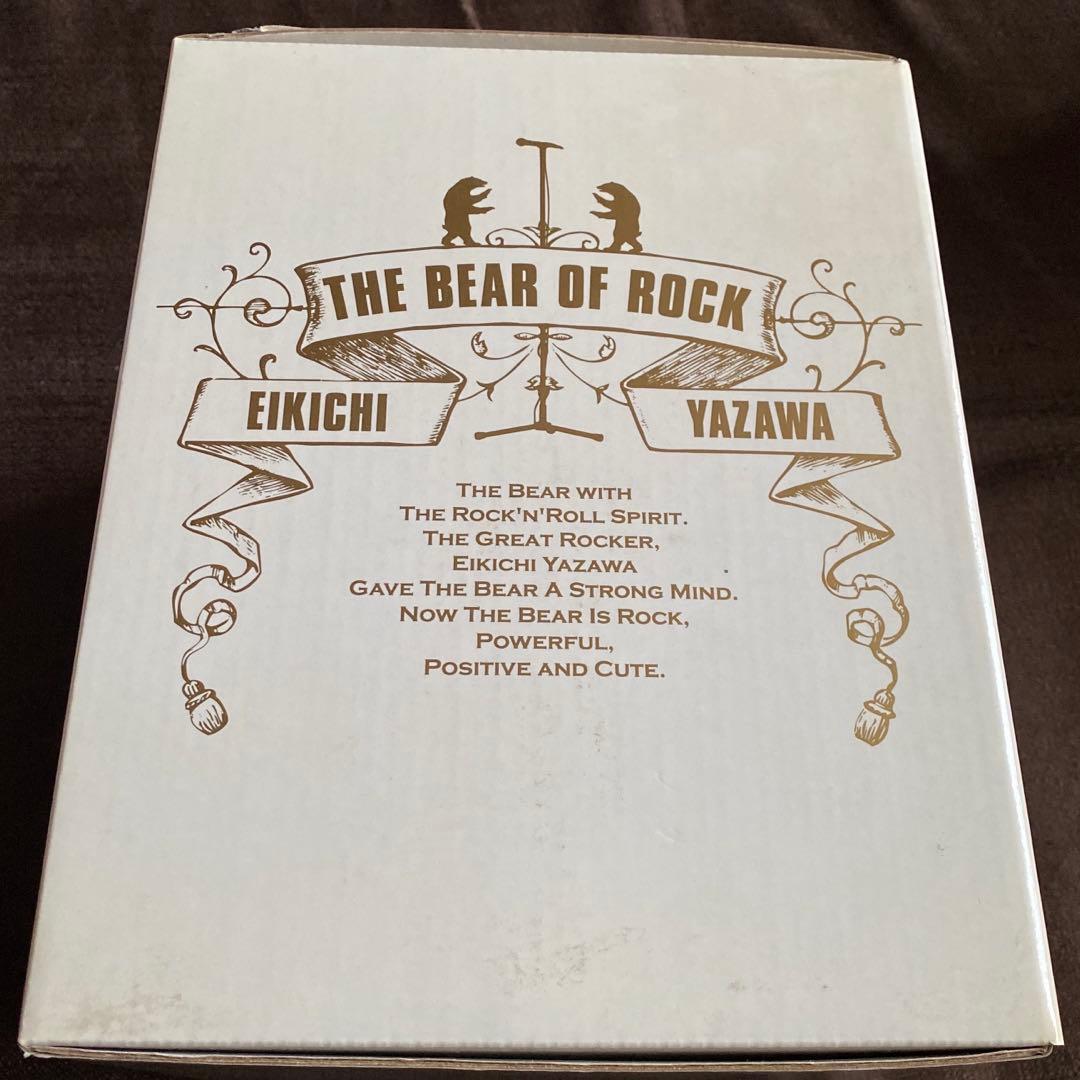 THE BEAR OF ROCK
EIKICHI YAZAWA
THE BEAR WITH
THE ROCK'N'ROLL SPIRIT.
THE GREAT ROCKER,
EIKICHI YAZAWA
GAVE THE BEAR A STRONG MIND.
NOW THE BEAR IS ROCK,
POWERFUL,
POSITIVE AND CUTE.